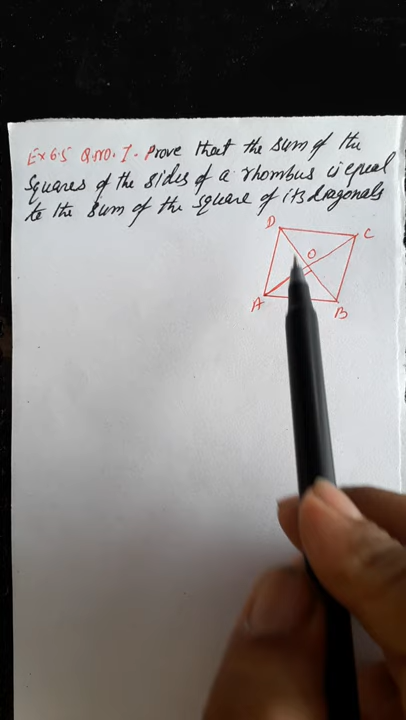 Ex 6.5 Q.No. 7. Prove that the sum of the
squares of the sides of a rhombus is equal
to the sum of the square of its diagonals
D
C
O
A
B